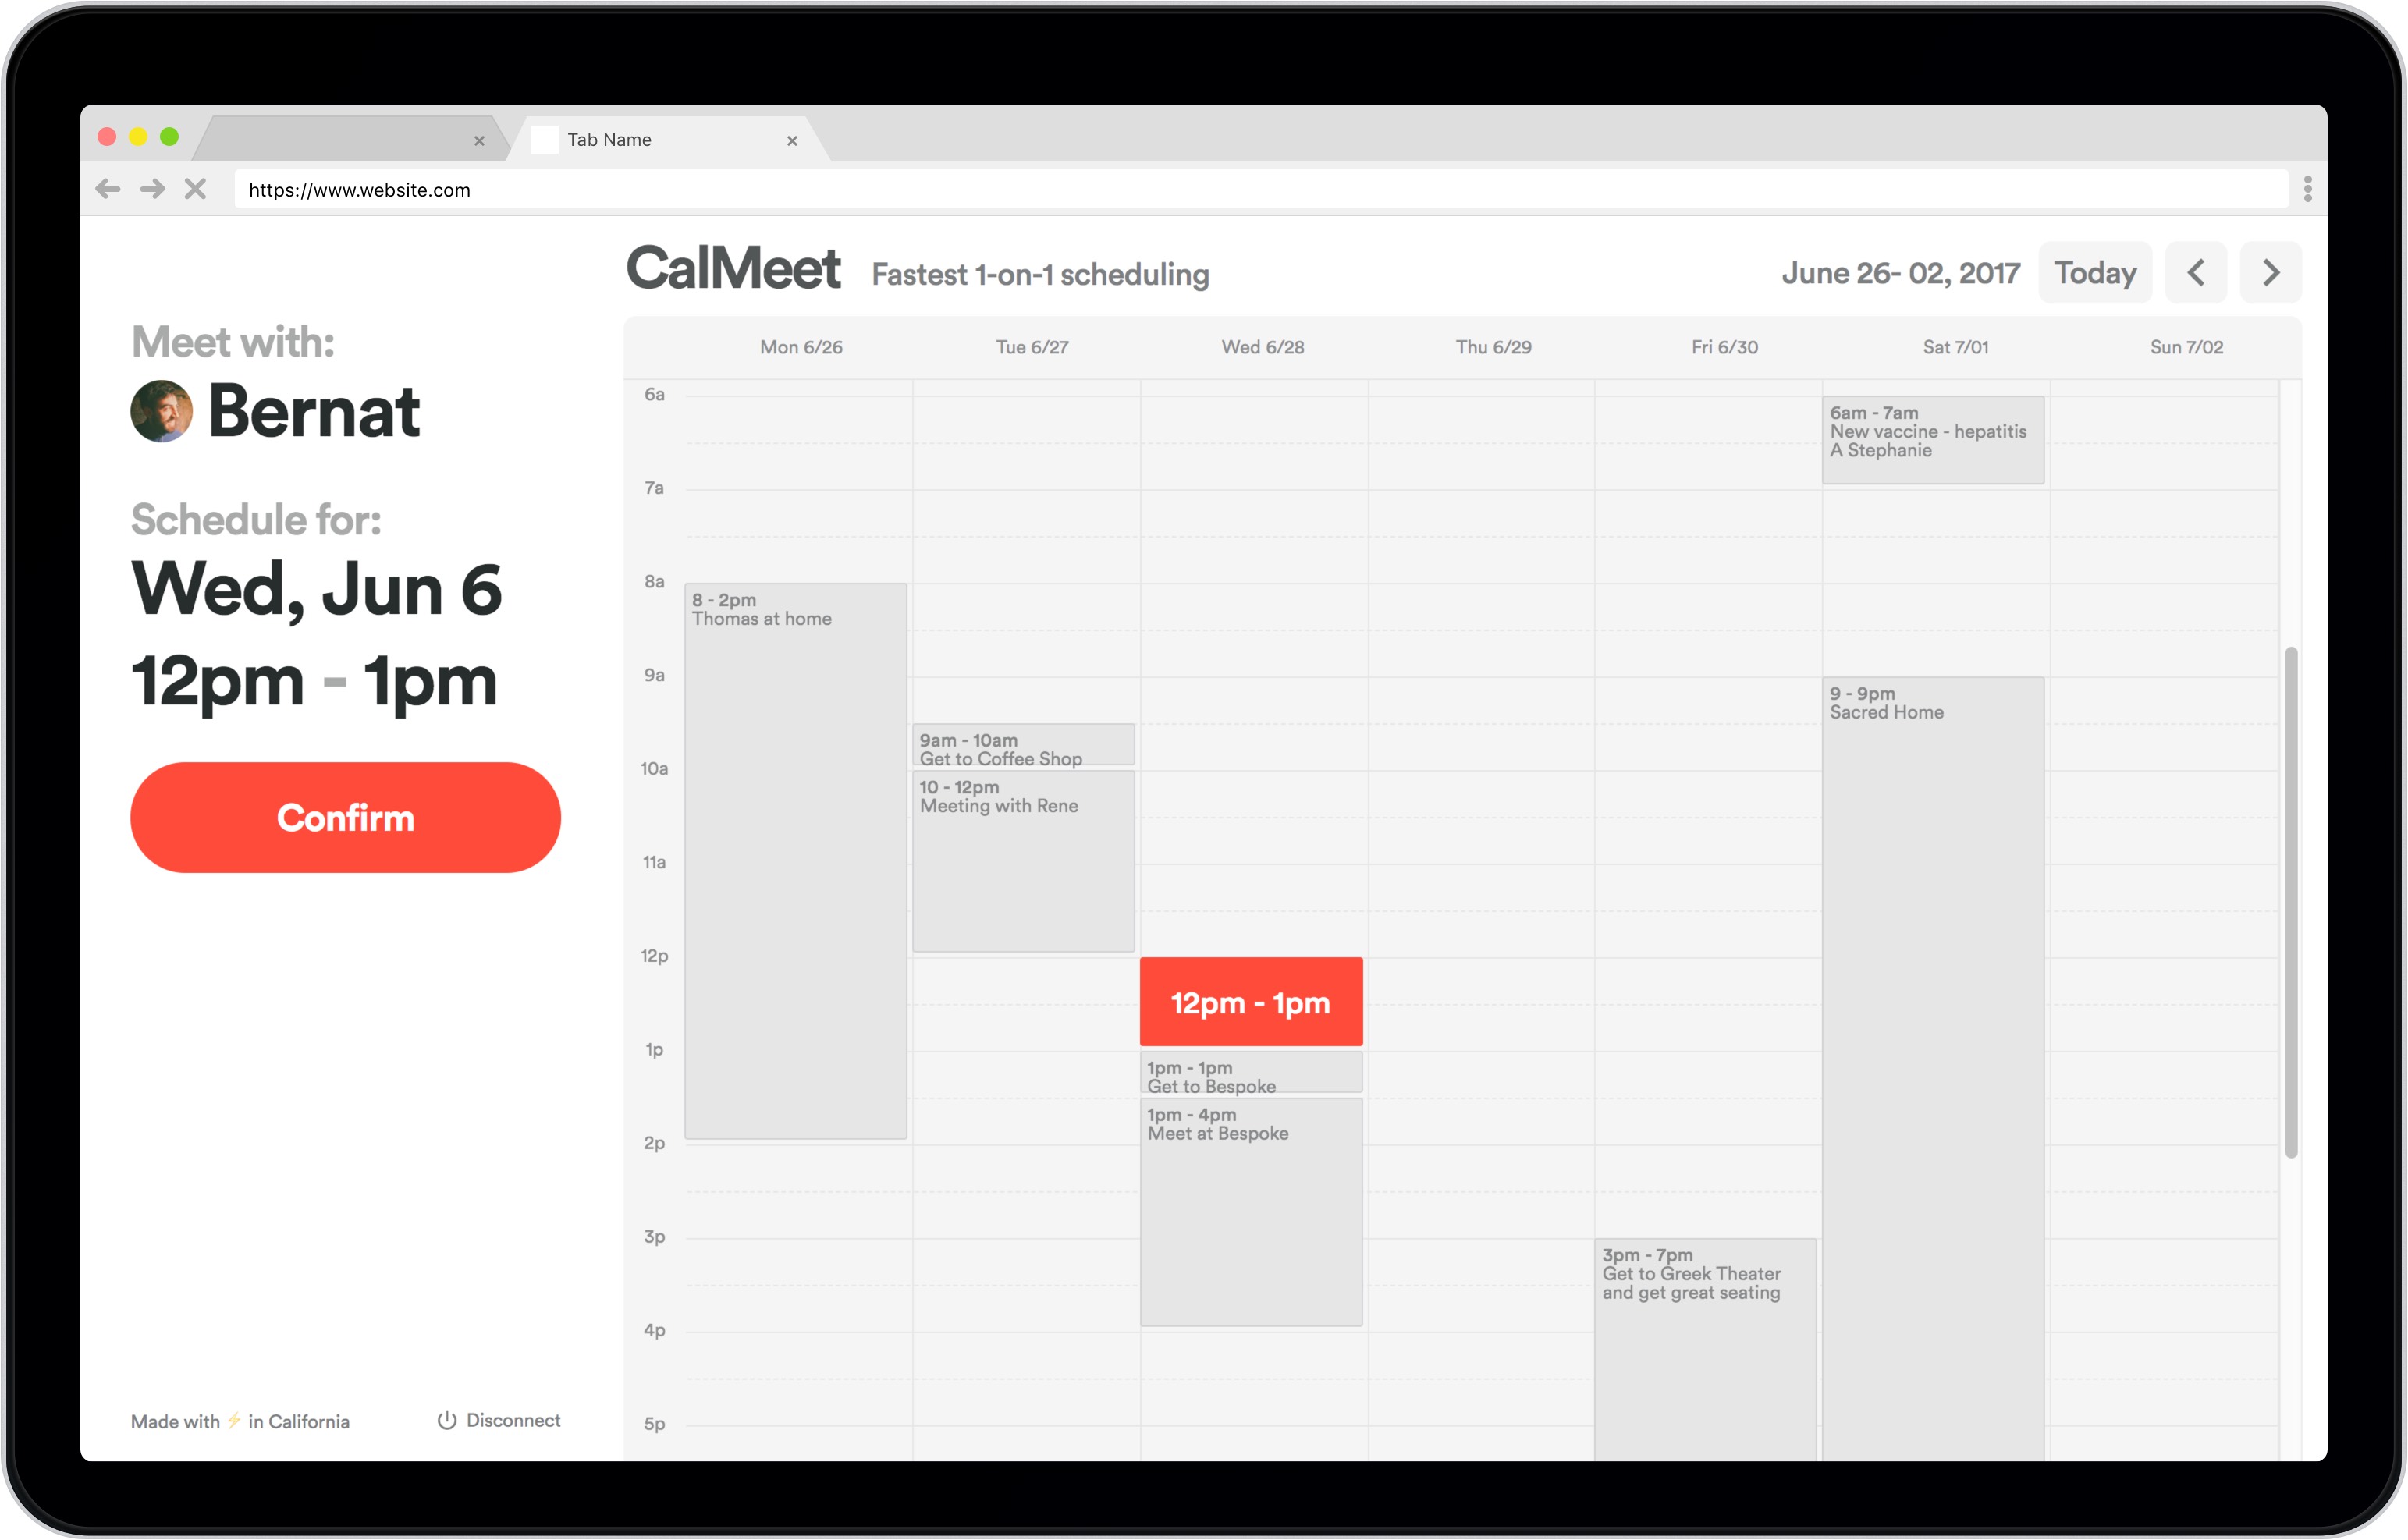 Tab Name
https://www.website.com
CalMeet
Fastest 1-on-1 scheduling
June 26- 02, 2017
Today
Meet with:
Bernat
Schedule for:
Wed, Jun 6
12pm - 1pm
Confirm
Made with ⚡ in California
Disconnect
Mon 6/26
Tue 6/27
Wed 6/28
Thu 6/29
Fri 6/30
Sat 7/01
Sun 7/02
6a
7a
8a
9a
10a
11a
12p
1p
2p
3p
4p
5p
8 - 2pm
Thomas at home
9am - 10am
Get to Coffee Shop
10 - 12pm
Meeting with Rene
12pm - 1pm
1pm - 1pm
Get to Bespoke
1pm - 4pm
Meet at Bespoke
3pm - 7pm
Get to Greek Theater
and get great seating
6am - 7am
New vaccine - hepatitis
A Stephanie
9 - 9pm
Sacred Home